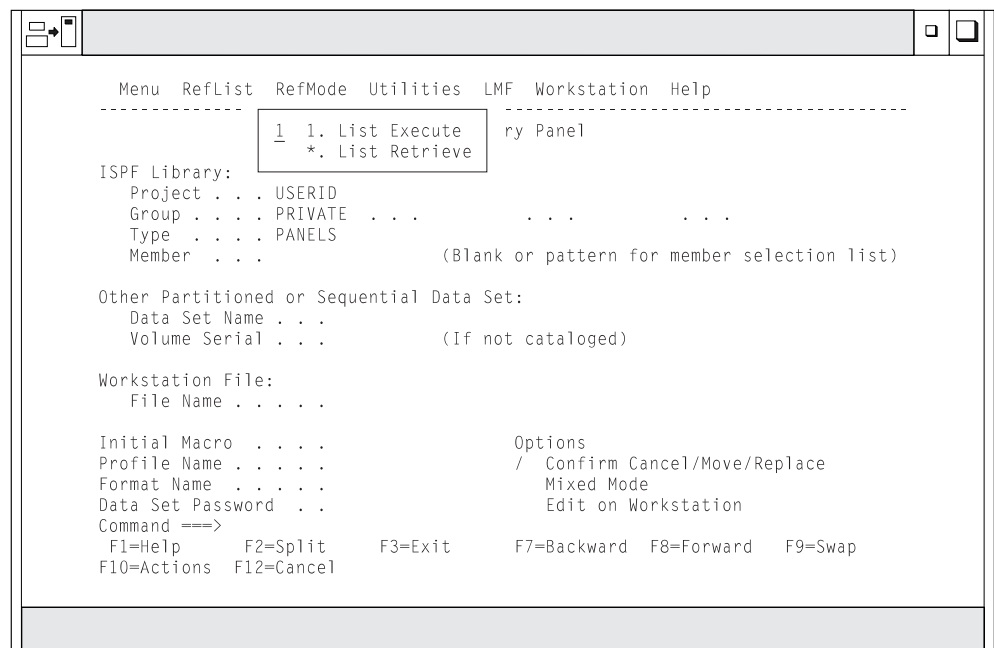 Menu RefList RefMode Utilities LMF Workstation Help
1 1. List Execute ry Panel
*. List Retrieve
ISPF Library:
Project . . . USERID
Group . . . . PRIVATE . . . . . . . . .
Type . . . . PANELS
Member . . . (Blank or pattern for member selection list)
Other Partitioned or Sequential Data Set:
Data Set Name . . .
Volume Serial . . . (If not cataloged)
Workstation File:
File Name . . . . .
Initial Macro . . . . Options
Profile Name . . . . . / Confirm Cancel/Move/Replace
Format Name . . . . . Mixed Mode
Data Set Password . . Edit on Workstation
Command ===>
F1=Help F2=Split F3=Exit F7=Backward F8=Forward F9=Swap
F10=Actions F12=Cancel